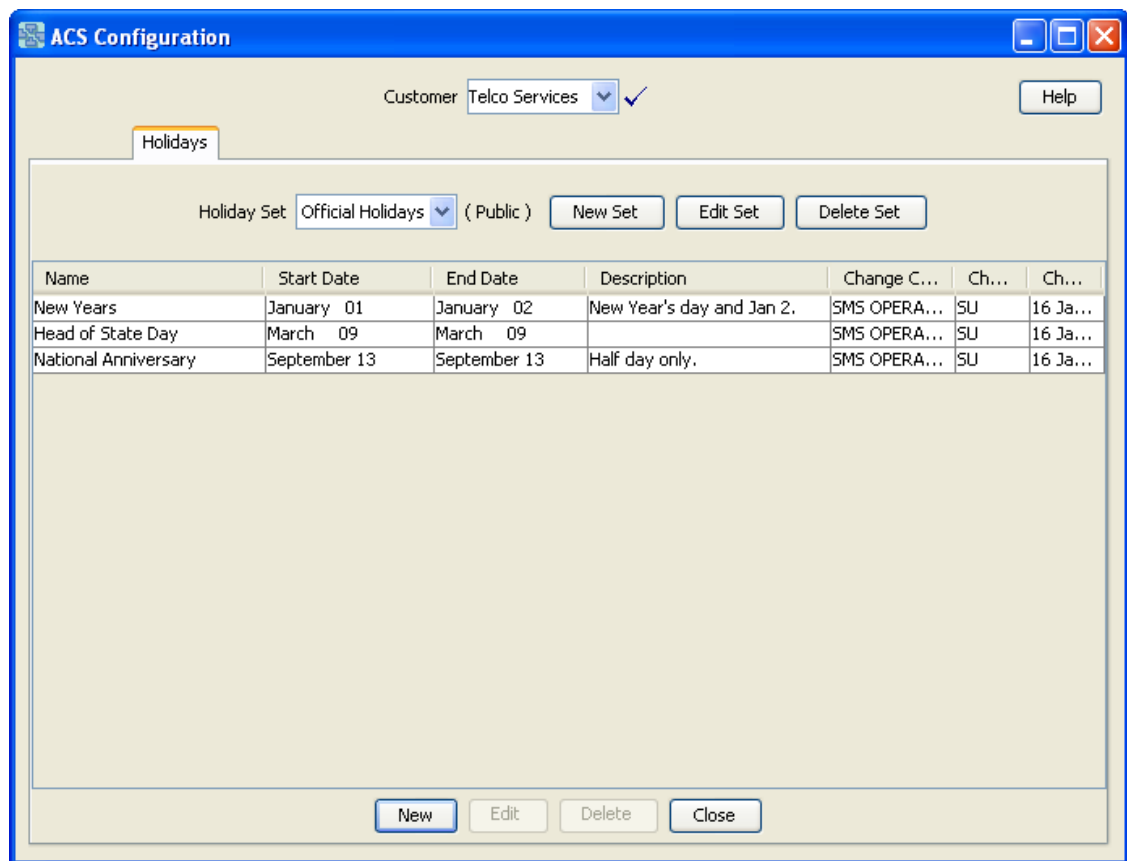 ACS Configuration
Customer Telco Services Help
Holidays
Holiday Set Official Holidays ( Public ) New Set Edit Set Delete Set
Name Start Date End Date Description Change C... Ch... Ch...
New Years January 01 January 02 New Year's day and Jan 2. SMS OPERA... SU 16 Ja...
Head of State Day March 09 March 09 SMS OPERA... SU 16 Ja...
National Anniversary September 13 September 13 Half day only. SMS OPERA... SU 16 Ja...
New Edit Delete Close